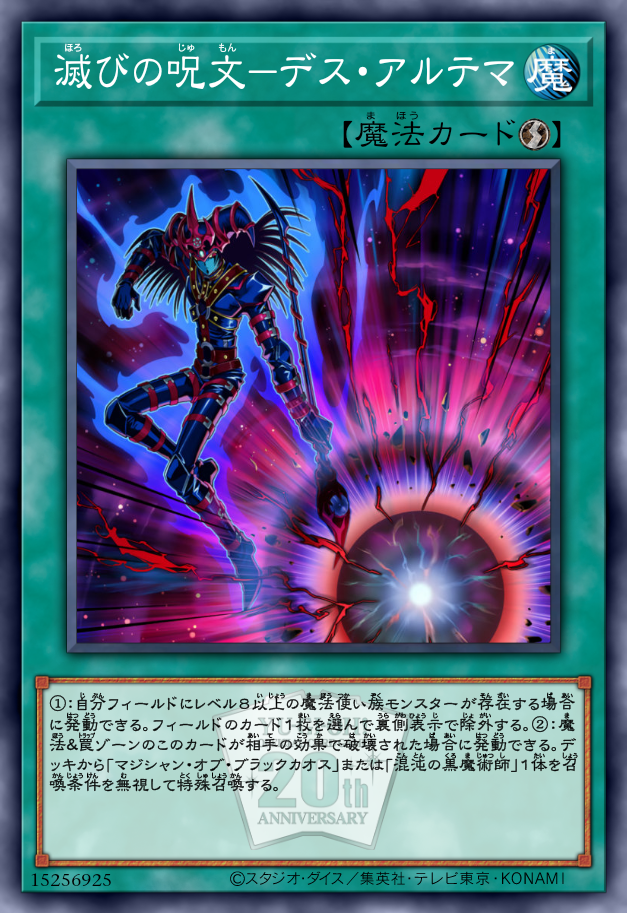 滅びの呪文－デス・アルテマ
魔
【魔法カード】
①：自分フィールドにレベル８以上の魔法使い族モンスターが存在する場合
に発動できる。フィールドのカード１枚を選んで裏側表示で除外する。②：魔
法＆罠ゾーンのこのカードが相手の効果で破壊された場合に発動できる。デ
ッキから「マジシャン・オブ・ブラックカオス」または「混沌の黒魔術師」１体を召
喚条件を無視して特殊召喚する。
20th
ANNIVERSARY
15256925
©スタジオ・ダイス／集英社・テレビ東京・KONAMI